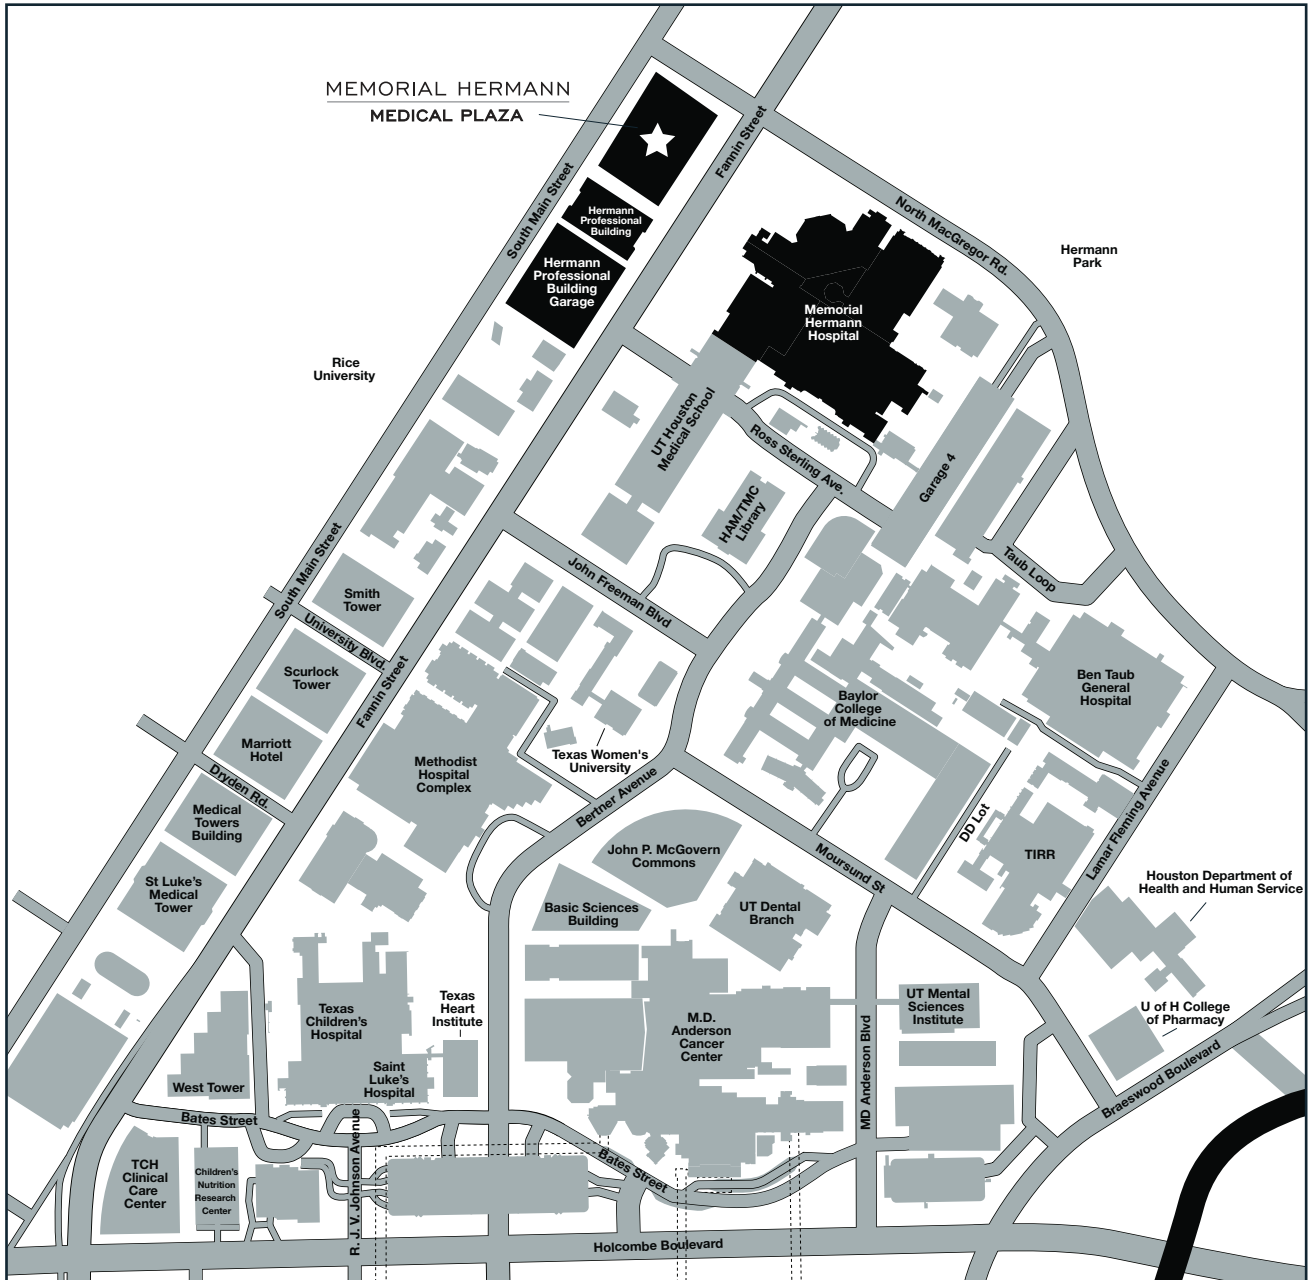 MEMORIAL HERMANN
MEDICAL PLAZA
Fannin Street
South Main Street
North MacGregor Rd.
Hermann
Park
Hermann
Professional
Building
Hermann
Professional
Building
Garage
Memorial
Hermann
Hospital
Rice
University
UT Houston
Medical School
Ross Sterling Ave.
Garage 4
HAM/TMC
Library
South Main Street
John Freeman Blvd
Taub Loop
Smith
Tower
University Blvd.
Scurlock
Tower
Fannin Street
Ben Taub
General
Hospital
Baylor
College
of Medicine
Marriott
Hotel
Texas Women's
University
Methodist
Hospital
Complex
Dryden Rd.
Bertner Avenue
Medical
Towers
Building
DD Lot
Lamar Fleming Avenue
John P. McGovern
Commons
Moursund St
TIRR
St Luke's
Medical
Tower
Houston Department of
Health and Human Service
Basic Sciences
Building
UT Dental
Branch
Texas
Children's
Hospital
Texas
Heart
Institute
M.D.
Anderson
Cancer
Center
UT Mental
Sciences
Institute
U of H College
of Pharmacy
MD Anderson Blvd
Braeswood Boulevard
West Tower
Saint
Luke's
Hospital
Bates Street
R. J. V. Johnson Avenue
Bates Street
TCH
Clinical
Care
Center
Children's
Nutrition
Research
Center
Holcombe Boulevard